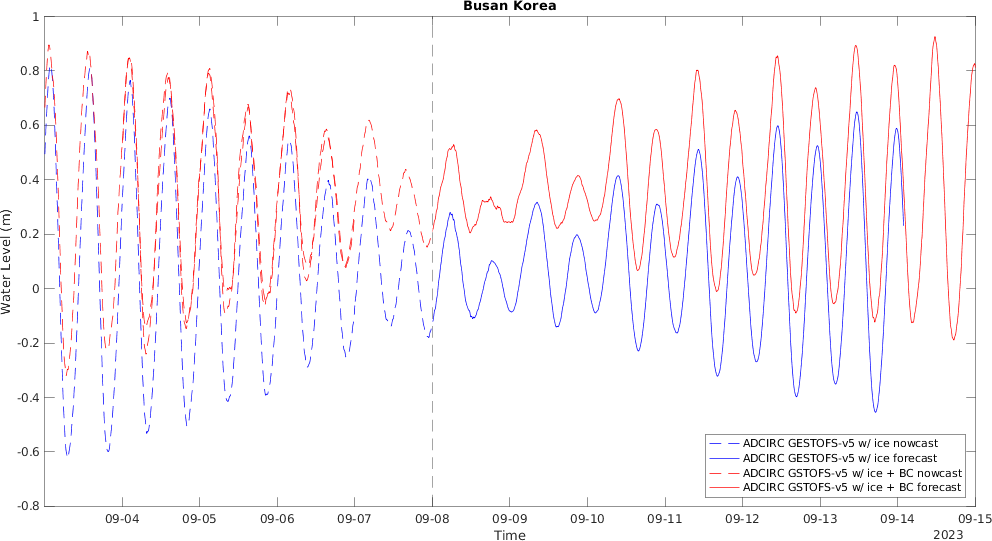 Busan Korea
Water Level (m)
1
0.8
0.6
0.4
0.2
0
-0.2
-0.4
-0.6
-0.8
09-04 09-05 09-06 09-07 09-08 09-09 09-10 09-11 09-12 09-13 09-14 09-15
Time
2023
ADCIRC GESTOFS-v5 w/ ice nowcast
ADCIRC GESTOFS-v5 w/ ice forecast
ADCIRC GSTOFS-v5 w/ ice + BC nowcast
ADCIRC GSTOFS-v5 w/ ice + BC forecast